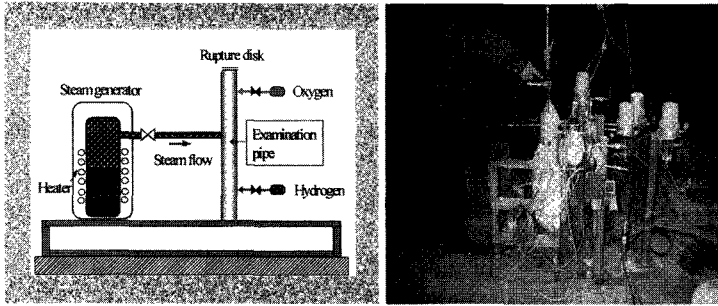 Rupture disk
Steam generator
Oxygen
Examination
pipe
Steam flow
Heater
Hydrogen